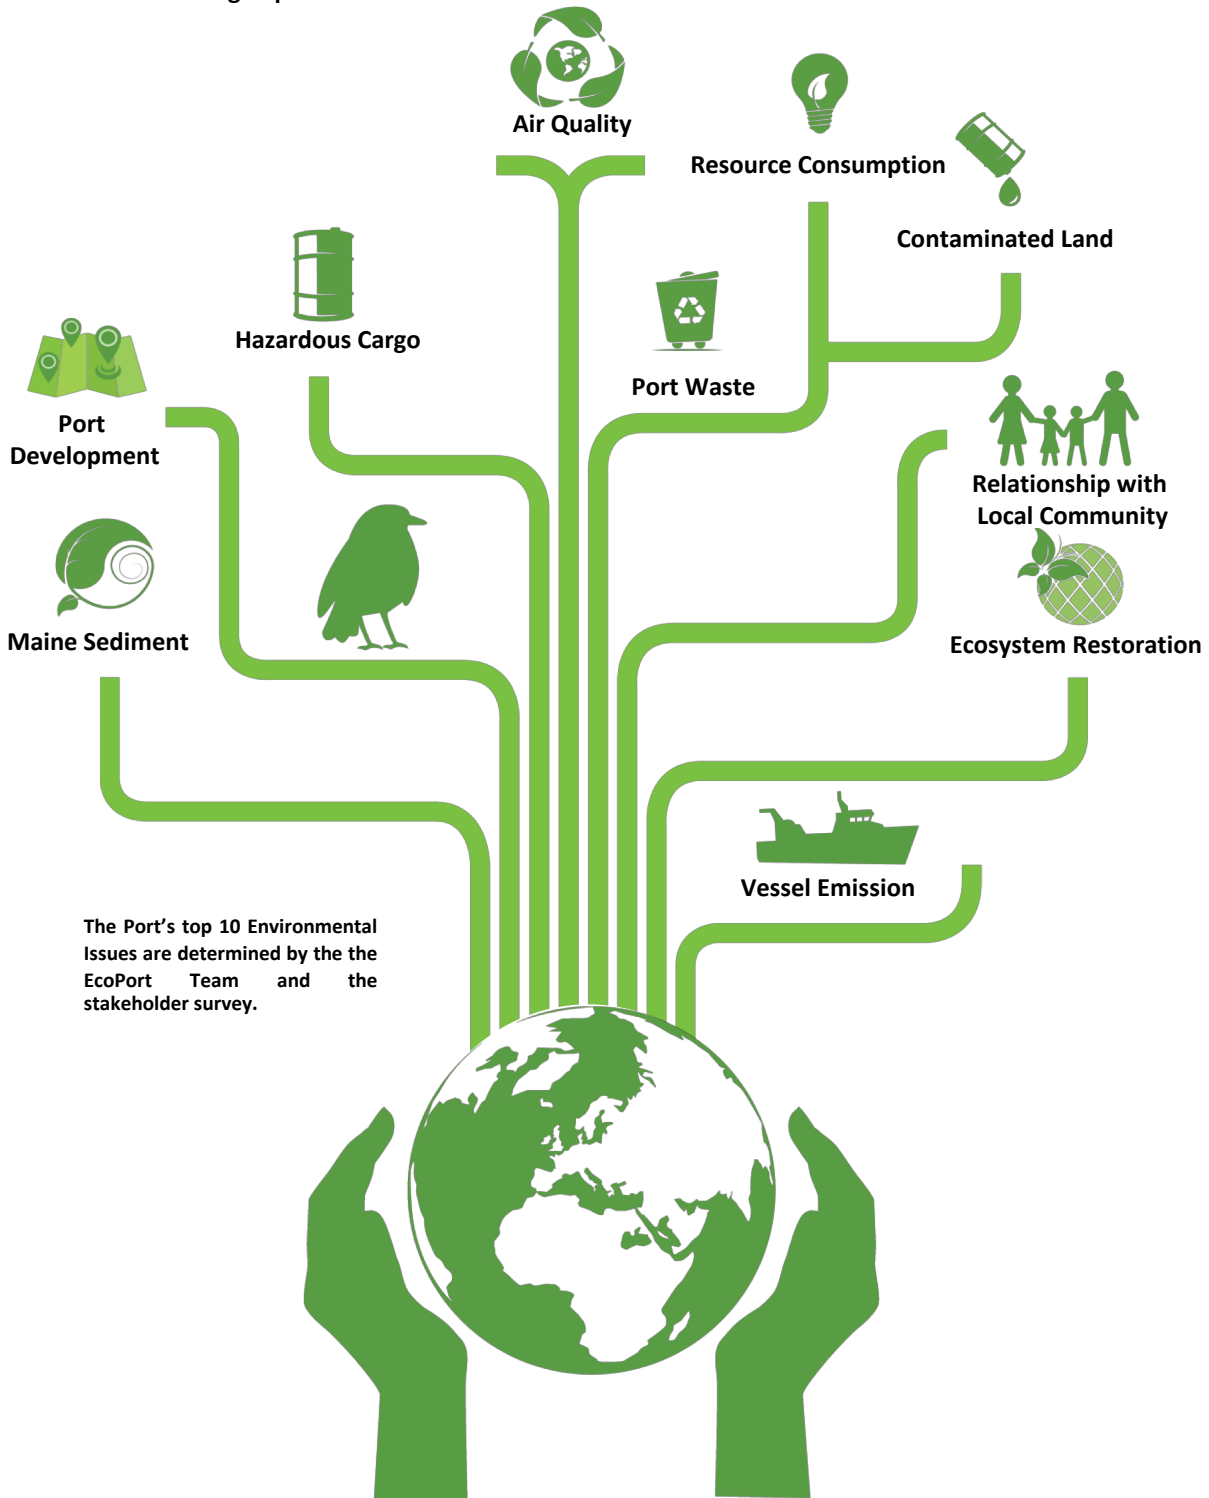 Air Quality
Resource Consumption
Contaminated Land
Hazardous Cargo
Port Waste
Port
Development
Relationship with
Local Community
Maine Sediment
Ecosystem Restoration
Vessel Emission
The Port’s top 10 Environmental
Issues are determined by the the
EcoPort Team and the
stakeholder survey.